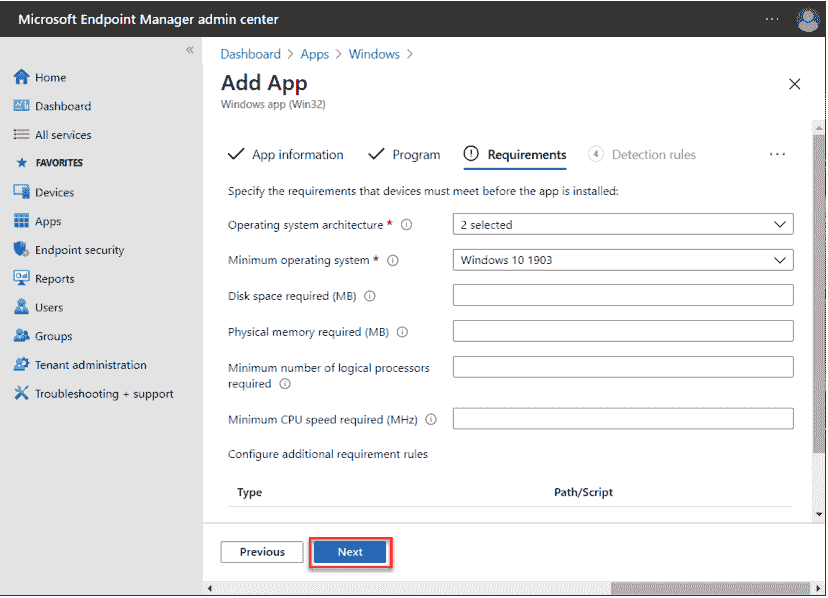 Microsoft Endpoint Manager admin center
...
«
Home
Dashboard
All services
FAVORITES
Devices
Apps
Endpoint security
Reports
Users
Groups
Tenant administration
Troubleshooting + support
Dashboard > Apps > Windows >
Add App
Windows app (Win32)
App information
Program
Requirements
4 Detection rules
...
Specify the requirements that devices must meet before the app is installed:
Operating system architecture * 2 selected
Minimum operating system * Windows 10 1903
Disk space required (MB)
Physical memory required (MB)
Minimum number of logical processors
required
Minimum CPU speed required (MHz)
Configure additional requirement rules
Type Path/Script
Previous Next